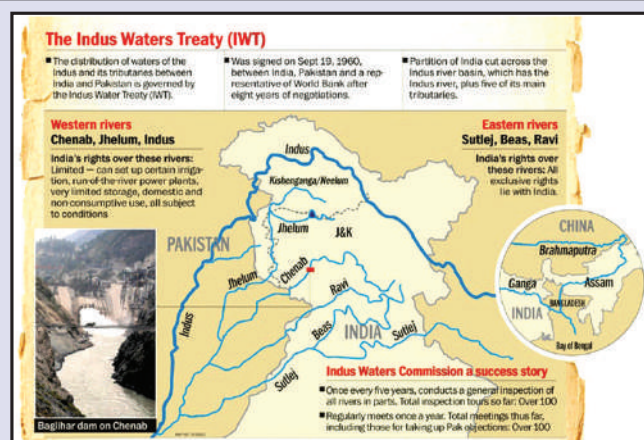 The Indus Waters Treaty (IWT)
■ The distribution of waters of the
Indus and its tributaries between
India and Pakistan is governed by
the Indus Water Treaty (IWT).
■ Was signed on Sept 19, 1960,
between India, Pakistan and a rep-
resentative of World Bank after
eight years of negotiations.
■ Partition of India cut across the
Indus river basin, which has the
Indus river, plus five of its main
tributaries.
Western rivers
Chenab, Jhelum, Indus
India's rights over these rivers:
Limited — can set up certain irriga-
tion, run-of-the-river power plants,
very limited storage, domestic and
non-consumptive use, all subject
to conditions
Eastern rivers
Sutlej, Beas, Ravi
India's rights over
these rivers: All
exclusive rights
lie with India.
Indus
Kishenganga/Neelum
Jhelum
J&K
PAKISTAN
Jhelum
Chenab
Ravi
Indus
Beas
INDIA
Sutlej
Sutlej
CHINA
Brahmaputra
Ganga
Assam
BANGLADESH
INDIA
Bay of Bengal
Baglihar dam on Chenab
Indus Waters Commission a success story
■ Once every five years, conducts a general inspection
of all rivers in parts. Total inspection tours so far: Over 100
■ Regularly meets once a year. Total meetings thus far,
including those for taking up Pak objections: Over 100